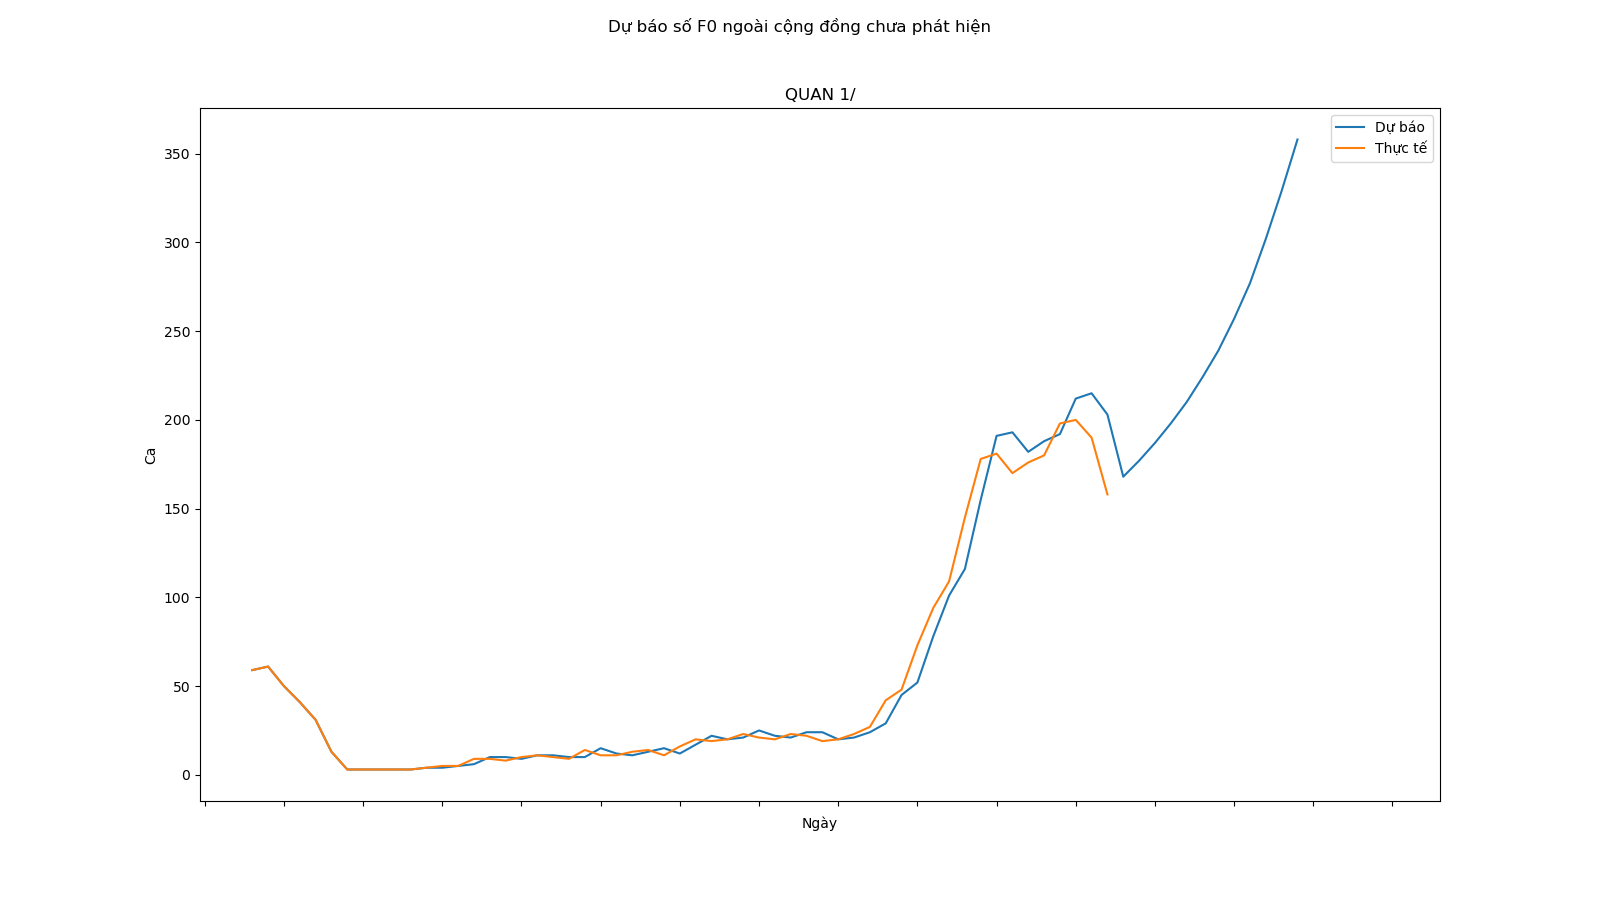 Dự báo số F0 ngoài cộng đồng chưa phát hiện
QUAN 1/
Dự báo
Thực tế
350
300
250
200
150
100
50
0
Ca
Ngày